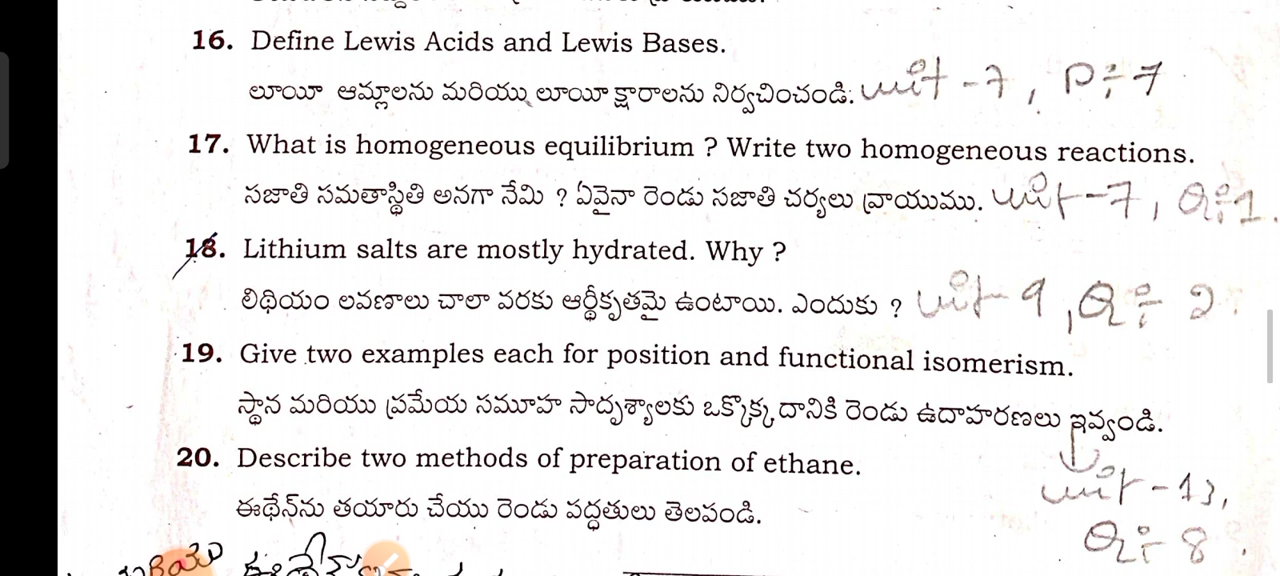 16. Define Lewis Acids and Lewis Bases.
లూయీ ఆమ్లాలను మరియు లూయీ క్షారాలను నిర్వచించండి. unit - 7, P÷7
17. What is homogeneous equilibrium ? Write two homogeneous reactions.
సజాతి సమతాస్థితి అనగా నేమి ? ఏవైనా రెండు సజాతి చర్యలు వ్రాయుము. unit-7, Q÷1.
18. Lithium salts are mostly hydrated. Why ?
లిథియం లవణాలు చాలా వరకు ఆర్ద్రీకృతమై ఉంటాయి. ఎందుకు ? unit- 9, Q÷ 2
19. Give two examples each for position and functional isomerism.
స్థాన మరియు ప్రమేయ సమూహ సాదృశ్యాలకు ఒక్కొక్క దానికి రెండు ఉదాహరణలు ఇవ్వండి.
20. Describe two methods of preparation of ethane.
unit-13,
ఈథేన్‌ను తయారు చేయు రెండు పద్ధతులు తెలపండి.
Q÷ 8.